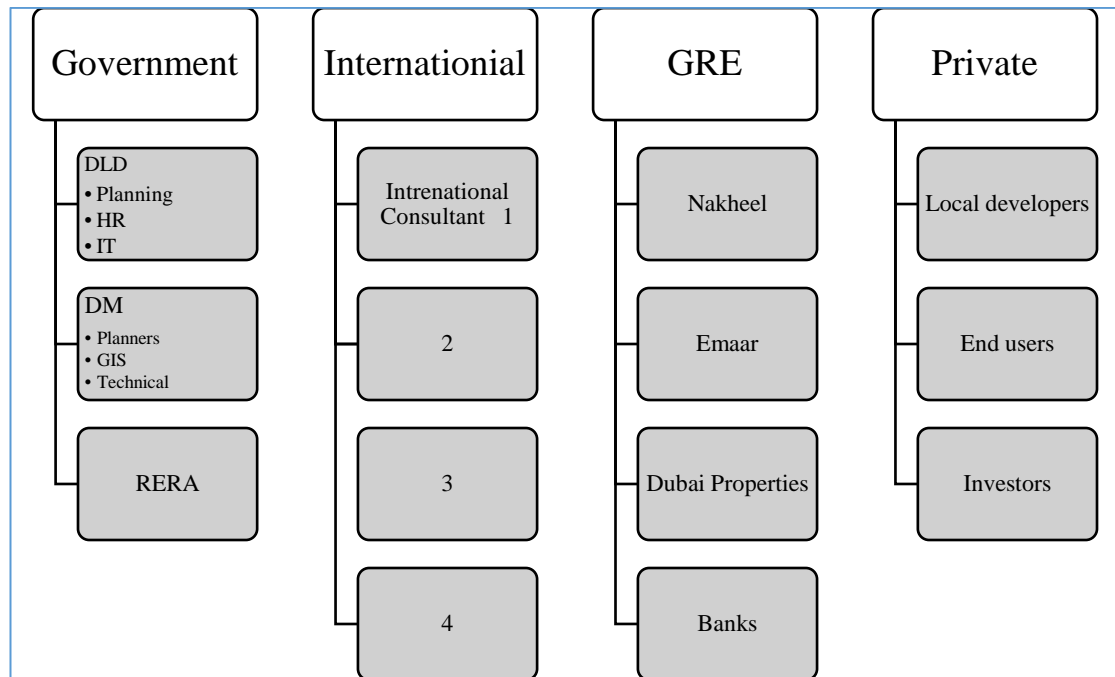 Government
DLD
• Planning
• HR
• IT
DM
• Planners
• GIS
• Technical
RERA
Internationial
Intrenational
Consultant 1
2
3
4
GRE
Nakheel
Emaar
Dubai Properties
Banks
Private
Local developers
End users
Investors